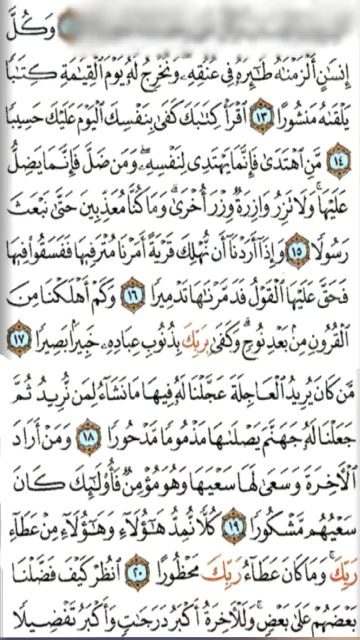 وَكُلَّ
إِنسَٰنٍ أَلۡزَمۡنَٰهُ طَٰٓئِرَهُۥ فِي عُنُقِهِۦۖ وَنُخۡرِجُ لَهُۥ يَوۡمَ ٱلۡقِيَٰمَةِ كِتَٰبٗا
يَلۡقَىٰهُ مَنشُورًا ١٣ ٱقۡرَأۡ كِتَٰبَكَ كَفَىٰ بِنَفۡسِكَ ٱلۡيَوۡمَ عَلَيۡكَ حَسِيبٗا
١٤ مَّنِ ٱهۡتَدَىٰ فَإِنَّمَا يَهۡتَدِي لِنَفۡسِهِۦۖ وَمَن ضَلَّ فَإِنَّمَا يَضِلُّ
عَلَيۡهَاۚ وَلَا تَزِرُ وَازِرَةٞ وِزۡرَ أُخۡرَىٰۗ وَمَا كُنَّا مُعَذِّبِينَ حَتَّىٰ نَبۡعَثَ
رَسُولٗا ١٥ وَإِذَآ أَرَدۡنَآ أَن نُّهۡلِكَ قَرۡيَةً أَمَرۡنَا مُتۡرَفِيهَا فَفَسَقُواْ فِيهَا
فَحَقَّ عَلَيۡهَا ٱلۡقَوۡلُ فَدَمَّرۡنَٰهَا تَدۡمِيرٗا ١٦ وَكَمۡ أَهۡلَكۡنَا مِنَ
ٱلۡقُرُونِ مِنۢ بَعۡدِ نُوحٖۗ وَكَفَىٰ بِرَبِّكَ بِذُنُوبِ عِبَادِهِۦ خَبِيرَۢا بَصِيرٗا ١٧
مَّن كَانَ يُرِيدُ ٱلۡعَاجِلَةَ عَجَّلۡنَا لَهُۥ فِيهَا مَا نَشَآءُ لِمَن نُّرِيدُ ثُمَّ
جَعَلۡنَا لَهُۥ جَهَنَّمَ يَصۡلَىٰهَا مَذۡمُومٗا مَّدۡحُورٗا ١٨ وَمَنۡ أَرَادَ
ٱلۡأٓخِرَةَ وَسَعَىٰ لَهَا سَعۡيَهَا وَهُوَ مُؤۡمِنٞ فَأُوْلَٰٓئِكَ كَانَ
سَعۡيُهُم مَّشۡكُورٗا ١٩ كُلّٗا نُّمِدُّ هَٰٓؤُلَآءِ وَهَٰٓؤُلَآءِ مِنۡ عَطَآءِ
رَبِّكَۚ وَمَا كَانَ عَطَآءُ رَبِّكَ مَحۡظُورًا ٢٠ ٱنظُرۡ كَيۡفَ فَضَّلۡنَا
بَعۡضَهُمۡ عَلَىٰ بَعۡضٖۚ وَلَلۡأٓخِرَةُ أَكۡبَرُ دَرَجَٰتٖ وَأَكۡبَرُ تَفۡضِيلٗا